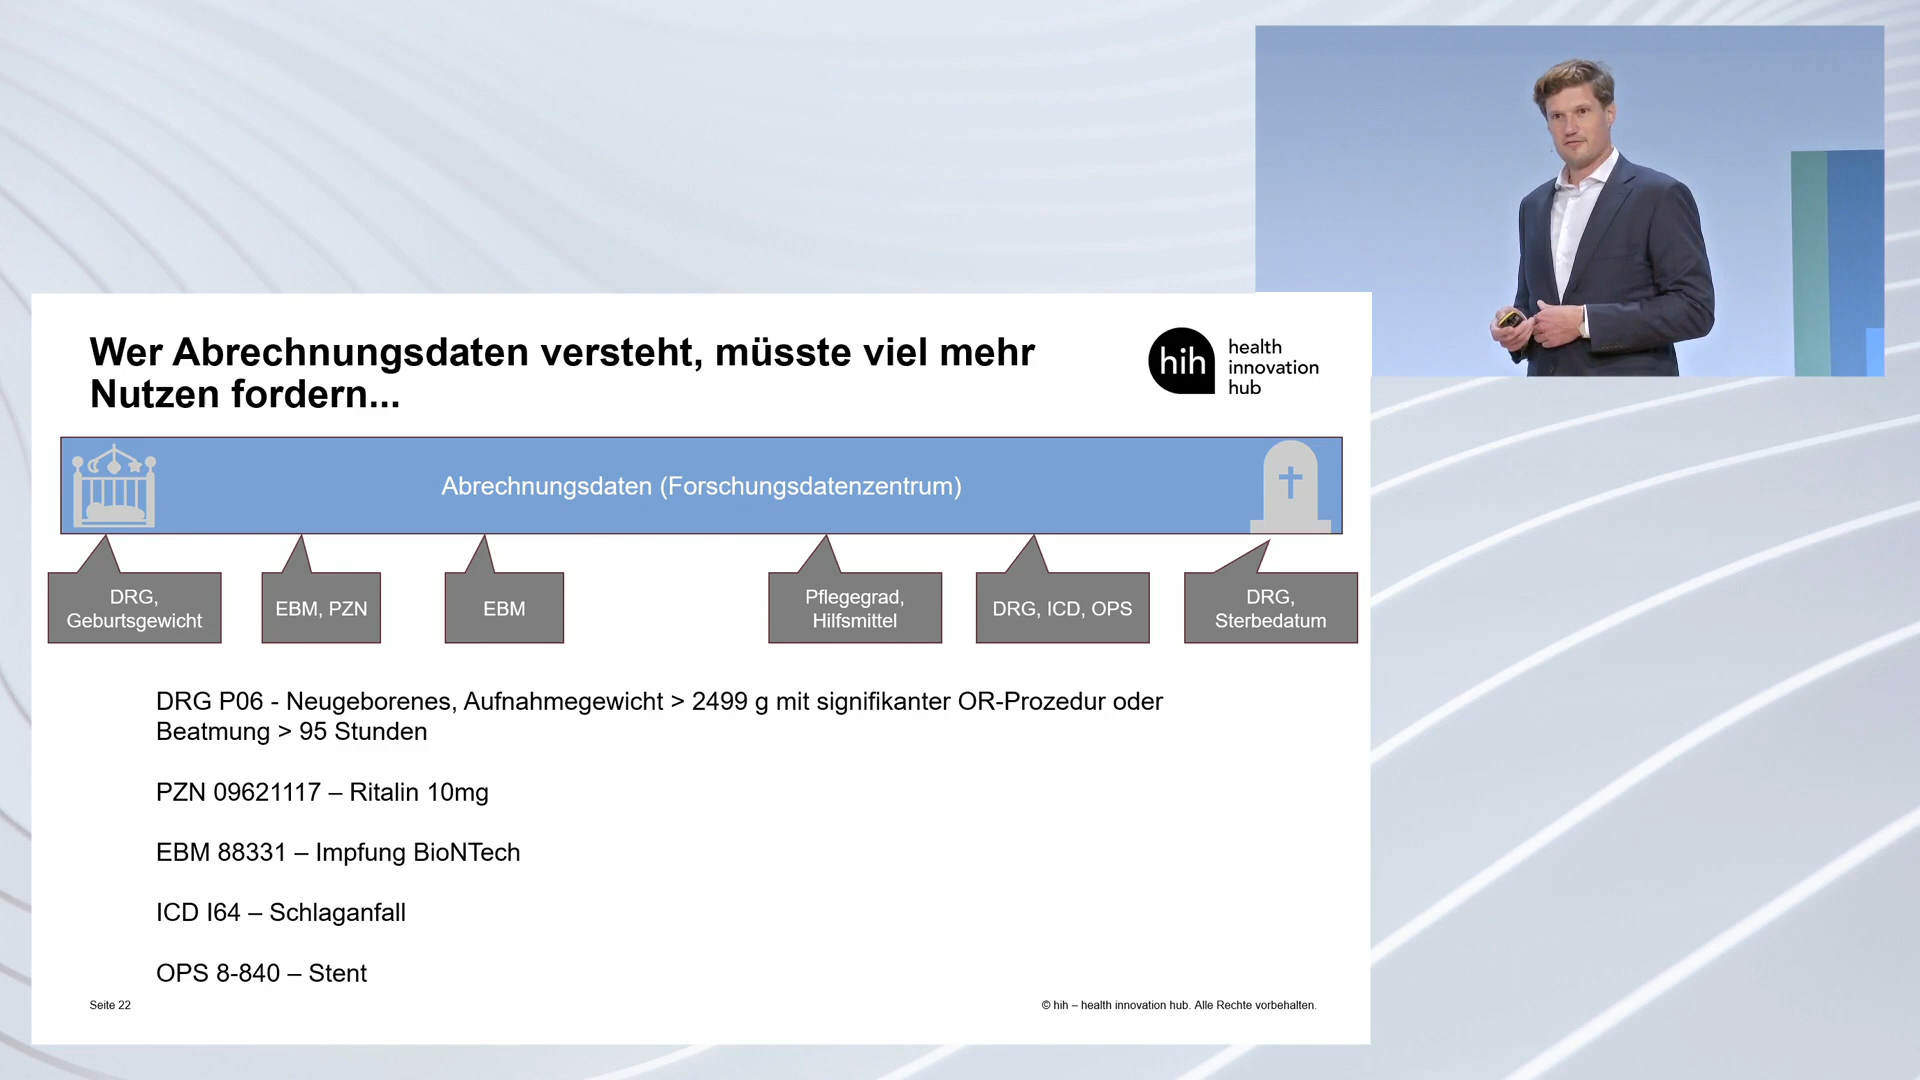 Wer Abrechnungsdaten versteht, müsste viel mehr
Nutzen fordern...
hih
health
innovation
hub
Abrechnungsdaten (Forschungsdatenzentrum)
DRG,
Geburtsgewicht
EBM, PZN
EBM
Pflegegrad,
Hilfsmittel
DRG, ICD, OPS
DRG,
Sterbedatum
DRG P06 - Neugeborenes, Aufnahmegewicht > 2499 g mit signifikanter OR-Prozedur oder
Beatmung > 95 Stunden
PZN 09621117 – Ritalin 10mg
EBM 88331 – Impfung BioNTech
ICD I64 – Schlaganfall
OPS 8-840 – Stent
Seite 22
© hih – health innovation hub. Alle Rechte vorbehalten.